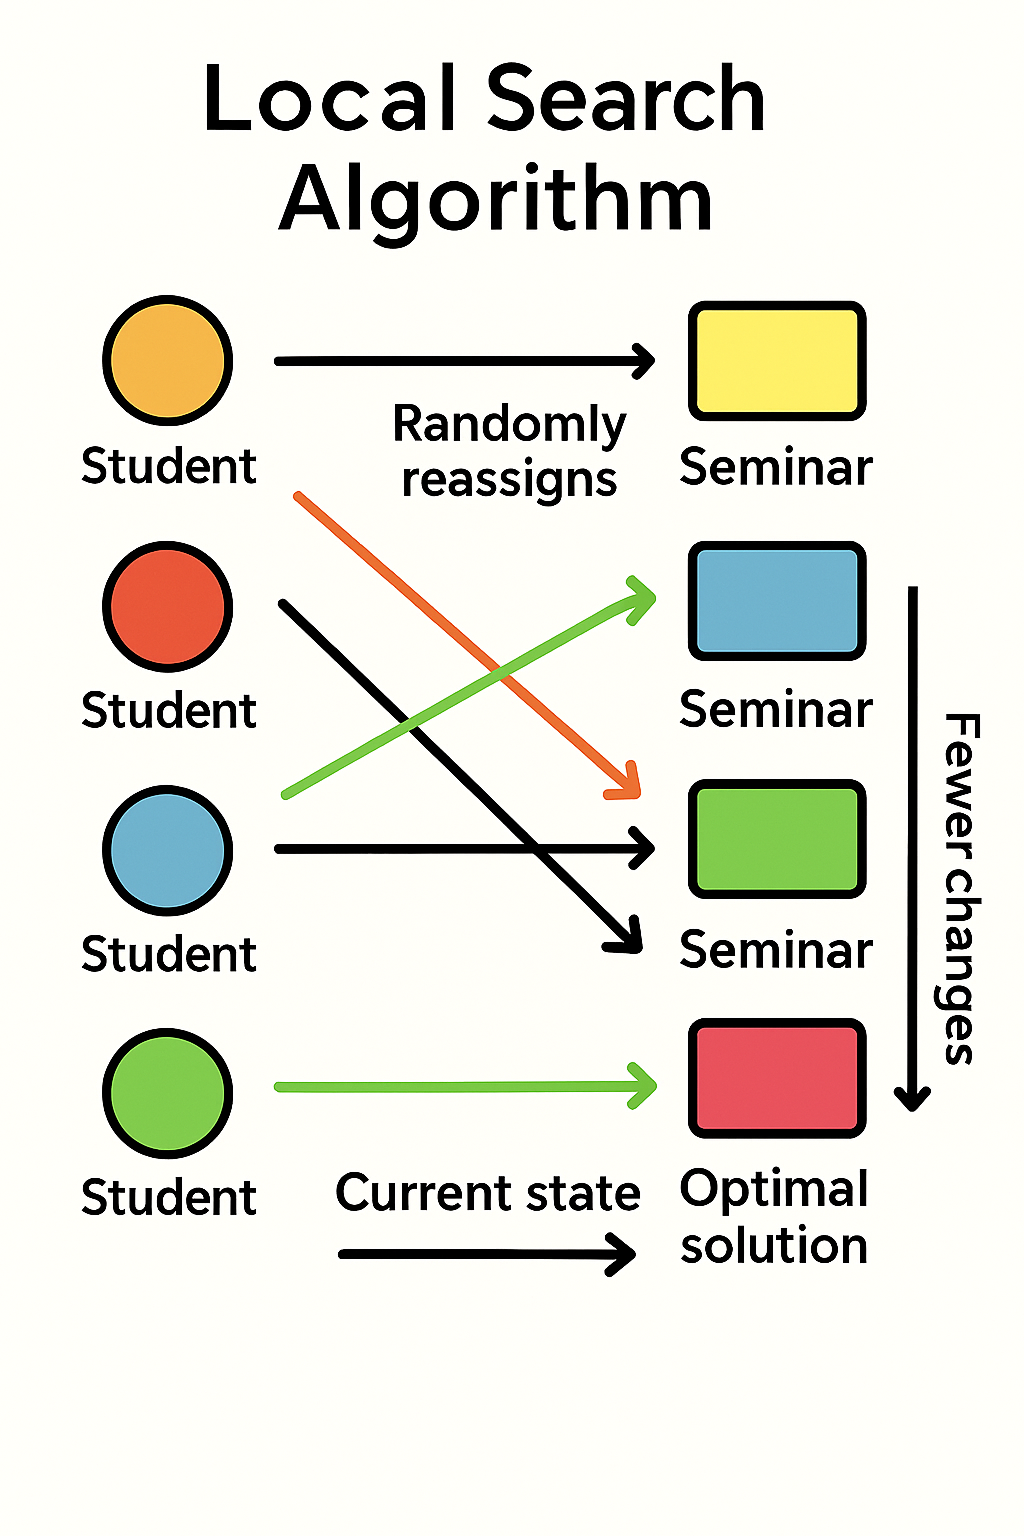 Local Search
Algorithm
Student
Randomly
reassigns
Seminar
Student
Seminar
Student
Seminar
Fewer changes
Student
Current state
Optimal
solution